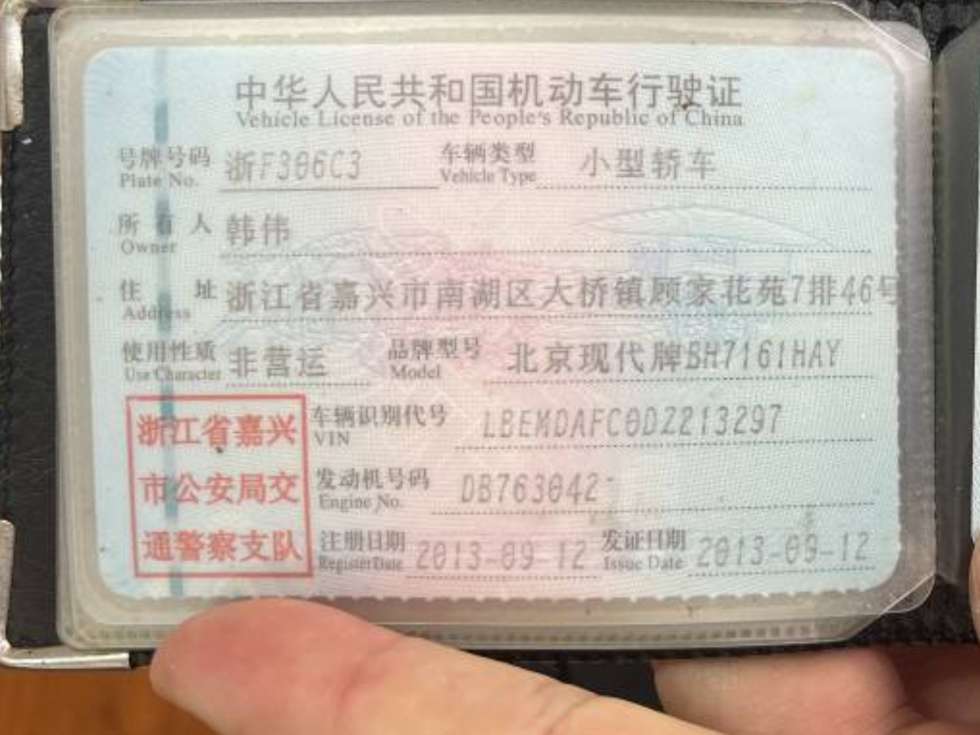 中华人民共和国机动车行驶证
Vehicle License of the People's Republic of China
号牌号码 浙F306C3 车辆类型 小型轿车
Plate No. Vehicle Type
所有人 韩伟
Owner
住址 浙江省嘉兴市南湖区大桥镇顾家花苑7排46号
Address
使用性质 非营运 品牌型号 北京现代牌BH7161HAY
Use Character Model
浙江省嘉兴
市公安局交
通警察支队
车辆识别代号 LBEMDAFC0DZ213297
VIN
发动机号码 DB763042
Engine No.
注册日期 2013-09-12 发证日期 2013-09-12
Register Date Issue Date